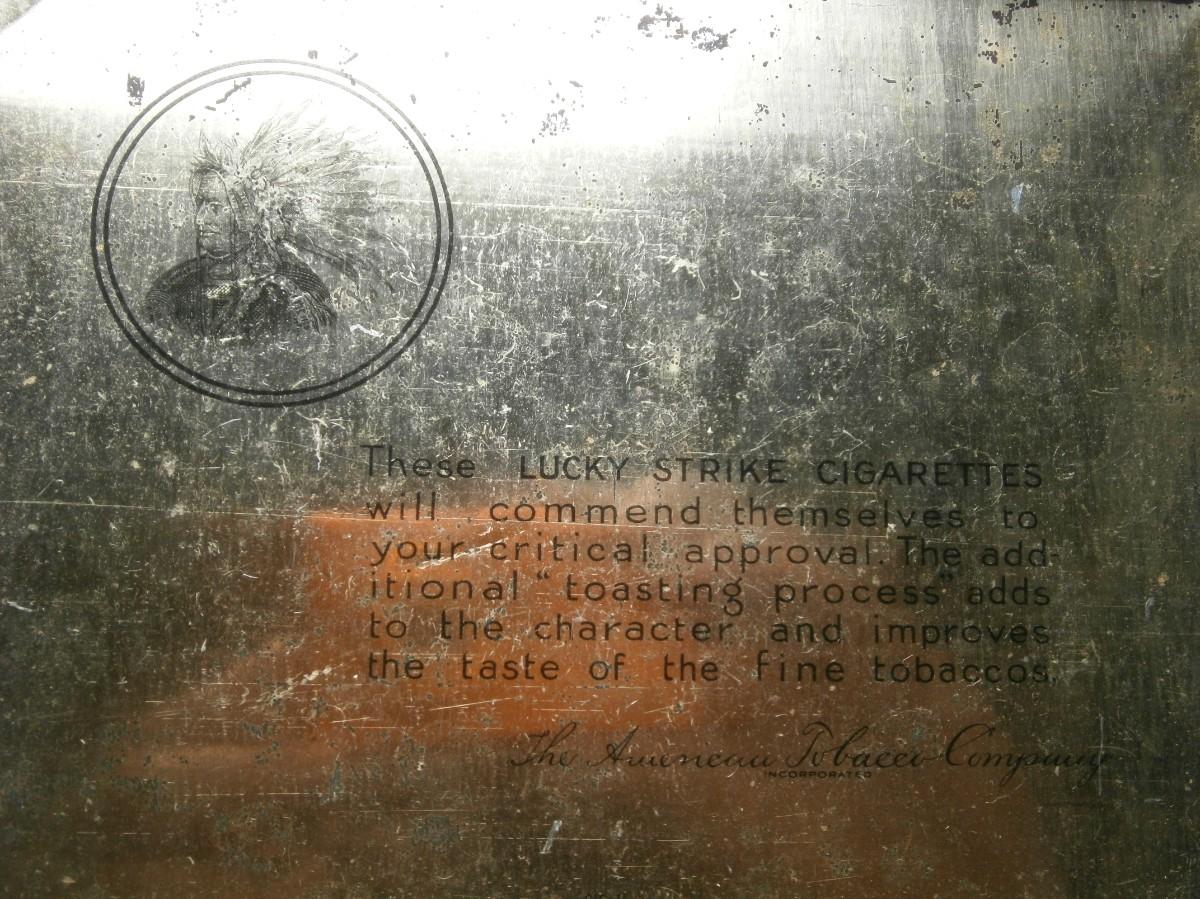 These LUCKY STRIKE CIGARETTES
will commend themselves to
your critical approval. The add-
itional "toasting process" adds
to the character and improves
the taste of the fine tobaccos.
The American Tobacco Company
INCORPORATED